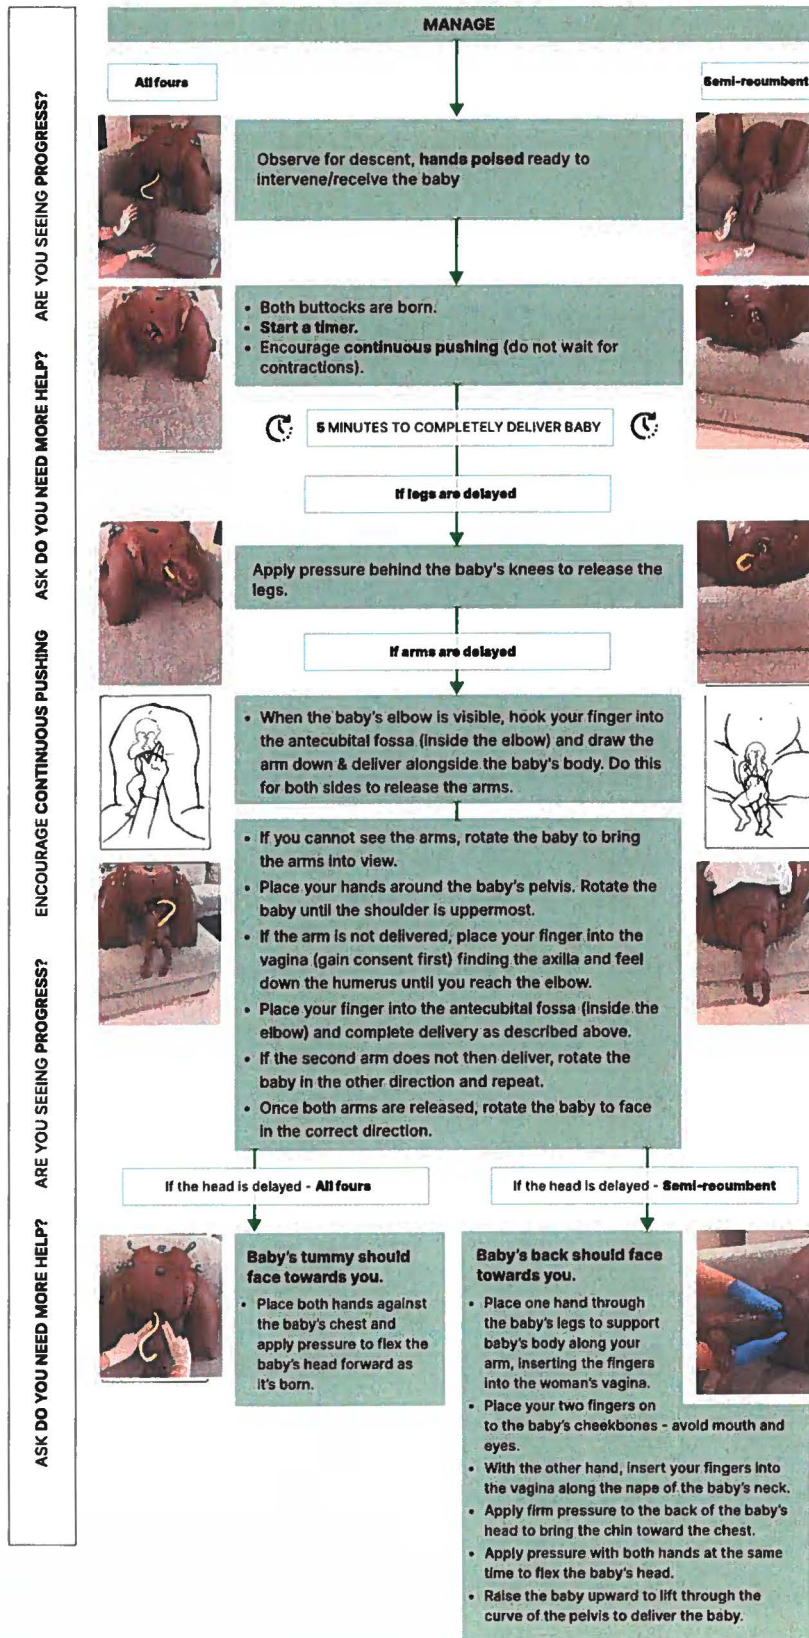 MANAGE
All fours
Semi-recumbent
Observe for descent, hands poised ready to
intervene/receive the baby
• Both buttocks are born.
• Start a timer.
• Encourage continuous pushing (do not wait for
contractions).
5 MINUTES TO COMPLETELY DELIVER BABY
If legs are delayed
Apply pressure behind the baby's knees to release the
legs.
If arms are delayed
• When the baby's elbow is visible, hook your finger into
the antecubital fossa (inside the elbow) and draw the
arm down & deliver alongside the baby's body. Do this
for both sides to release the arms.
• If you cannot see the arms, rotate the baby to bring
the arms into view.
• Place your hands around the baby's pelvis. Rotate the
baby until the shoulder is uppermost.
• If the arm is not delivered, place your finger into the
vagina (gain consent first) finding the axilla and feel
down the humerus until you reach the elbow.
• Place your finger into the antecubital fossa (inside the
elbow) and complete delivery as described above.
• If the second arm does not then deliver, rotate the
baby in the other direction and repeat.
• Once both arms are released, rotate the baby to face
in the correct direction.
If the head is delayed - All fours
Baby's tummy should
face towards you.
• Place both hands against
the baby's chest and
apply pressure to flex the
baby's head forward as
it's born.
If the head is delayed - Semi-recumbent
Baby's back should face
towards you.
• Place one hand through
the baby's legs to support
baby's body along your
arm, inserting the fingers
into the woman's vagina.
• Place your two fingers on
to the baby's cheekbones - avoid mouth and
eyes.
• With the other hand, insert your fingers into
the vagina along the nape of the baby's neck.
• Apply firm pressure to the back of the baby's
head to bring the chin toward the chest.
• Apply pressure with both hands at the same
time to flex the baby's head.
• Raise the baby upward to lift through the
curve of the pelvis to deliver the baby.
ASK DO YOU NEED MORE HELP? ARE YOU SEEING PROGRESS? ENCOURAGE CONTINUOUS PUSHING ASK DO YOU NEED MORE HELP? ARE YOU SEEING PROGRESS?